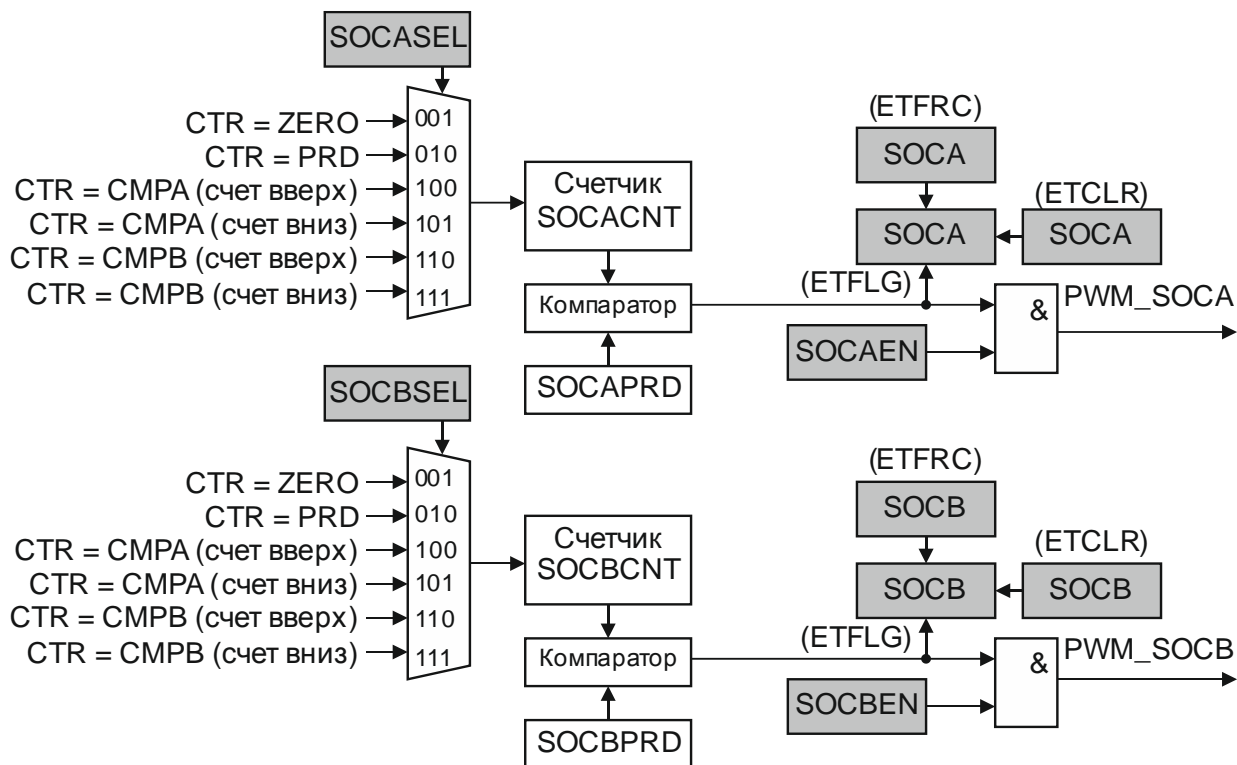 SOCASEL
CTR = ZERO
001
CTR = PRD
010
CTR = CMPA (счет вверх)
100
CTR = CMPA (счет вниз)
101
CTR = CMPB (счет вверх)
110
CTR = CMPB (счет вниз)
111
Счетчик
SOCACNT
Компаратор
SOCAPRD
(ETFRC)
SOCA
SOCA
(ETCLR)
SOCA
(ETFLG)
SOCAEN
&
PWM_SOCA
SOCBSEL
CTR = ZERO
001
CTR = PRD
010
CTR = CMPA (счет вверх)
100
CTR = CMPA (счет вниз)
101
CTR = CMPB (счет вверх)
110
CTR = CMPB (счет вниз)
111
Счетчик
SOCBCNT
Компаратор
SOCBPRD
(ETFRC)
SOCB
SOCB
(ETCLR)
SOCB
(ETFLG)
SOCBEN
&
PWM_SOCB